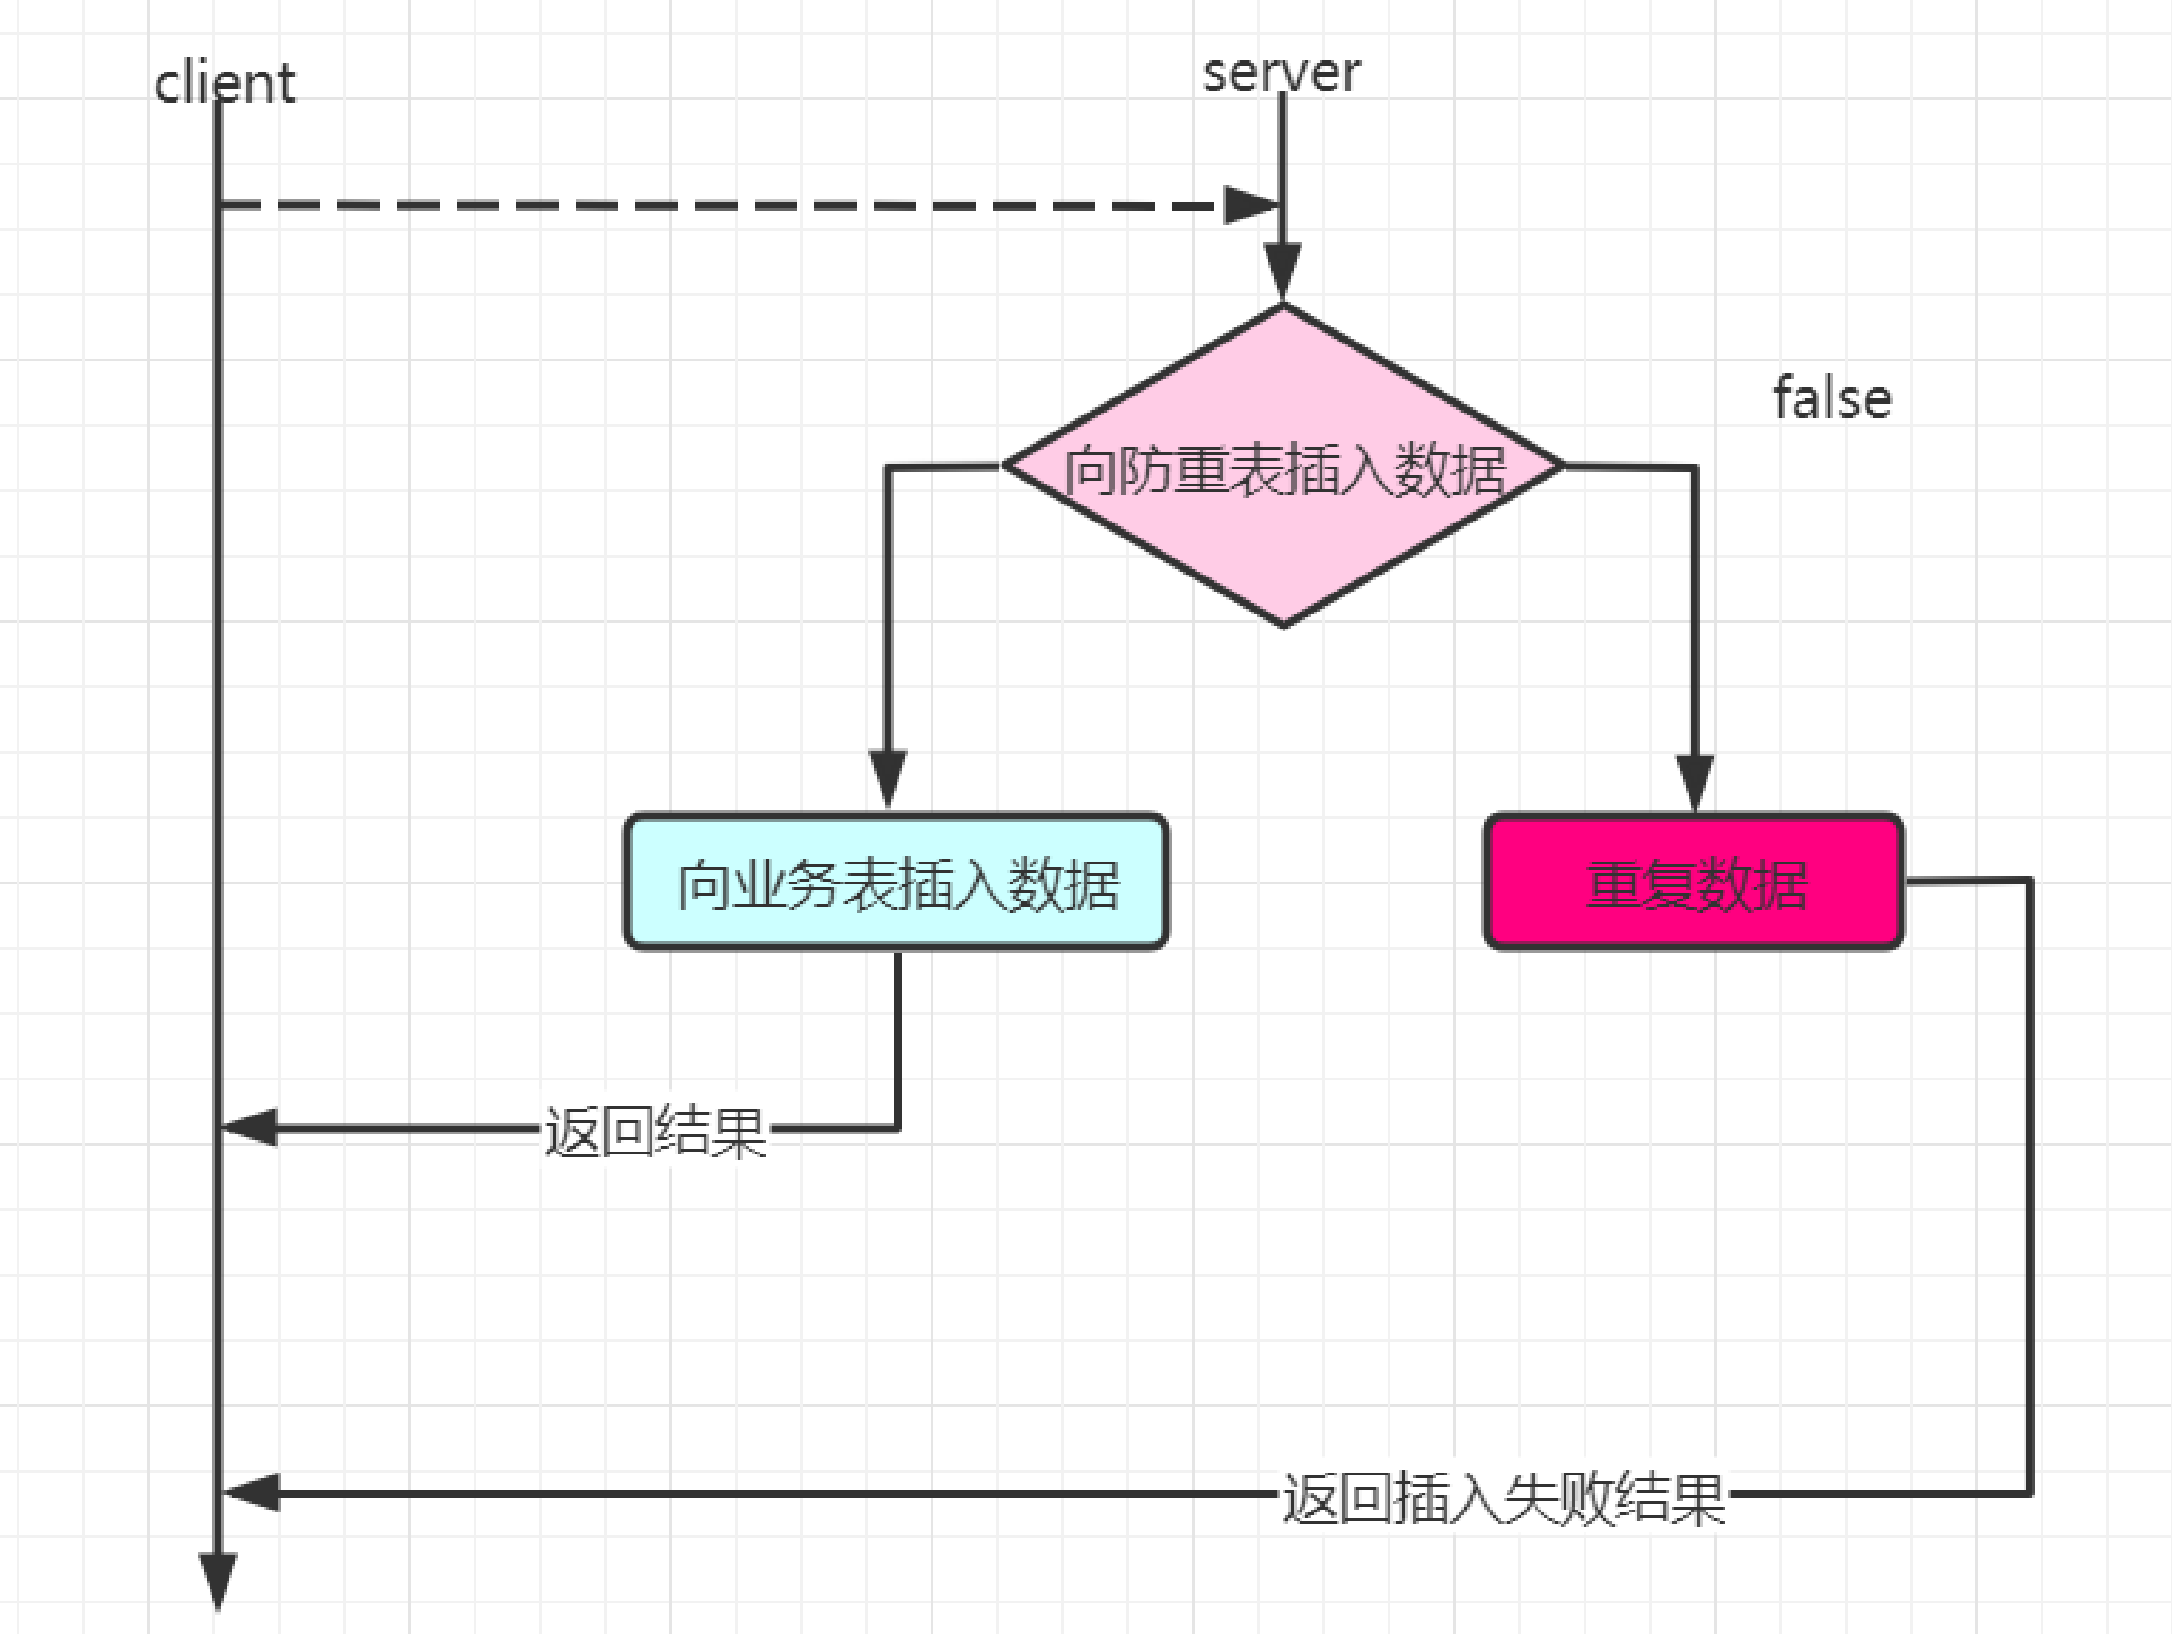 client
server
false
向防重表插入数据
向业务表插入数据
重复数据
返回结果
返回插入失败结果